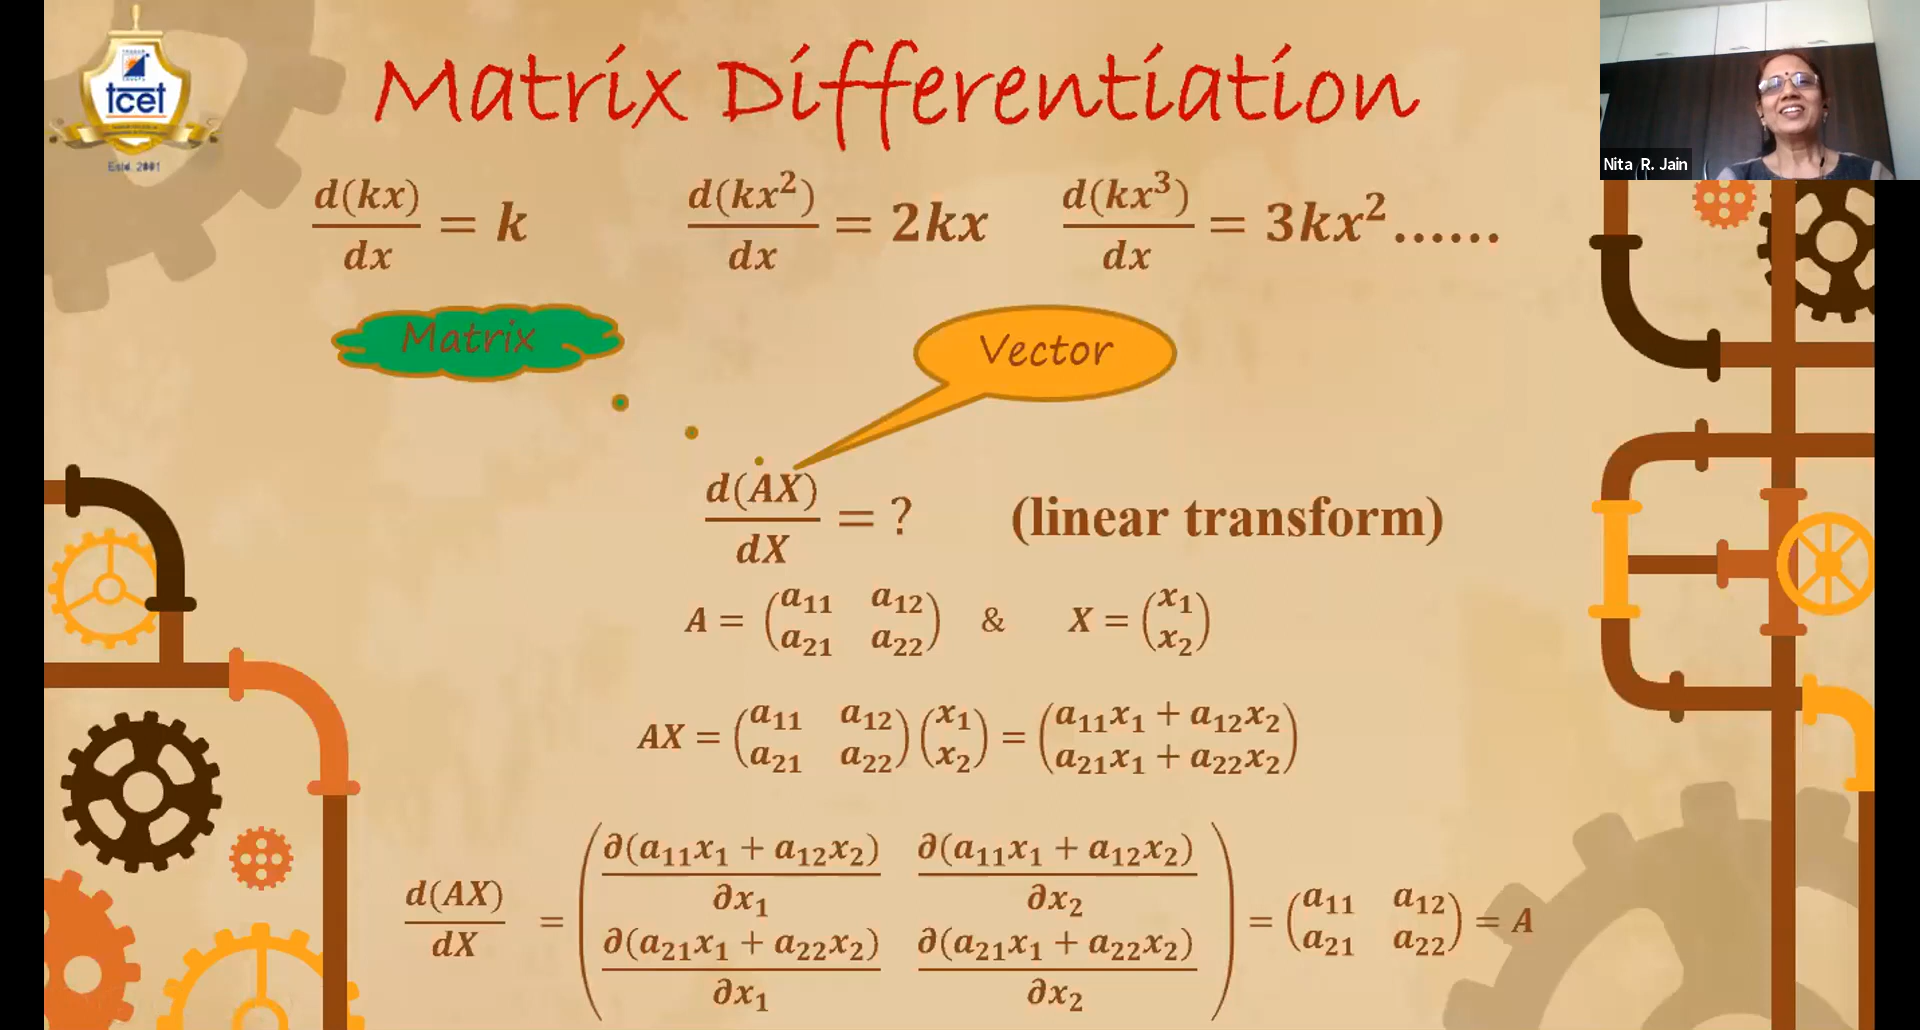 tcet
Estd. 2001
Matrix Differentiation
Nita R. Jain
d(kx)/dx = k    d(kx²)/dx = 2kx    d(kx³)/dx = 3kx²......
Matrix
Vector
d(AX)/dX = ?    (linear transform)
A = (a₁₁ a₁₂; a₂₁ a₂₂)  &  X = (x₁; x₂)
AX = (a₁₁ a₁₂; a₂₁ a₂₂)(x₁; x₂) = (a₁₁x₁ + a₁₂x₂; a₂₁x₁ + a₂₂x₂)
d(AX)/dX = (∂(a₁₁x₁ + a₁₂x₂)/∂x₁  ∂(a₁₁x₁ + a₁₂x₂)/∂x₂; ∂(a₂₁x₁ + a₂₂x₂)/∂x₁  ∂(a₂₁x₁ + a₂₂x₂)/∂x₂) = (a₁₁ a₁₂; a₂₁ a₂₂) = A